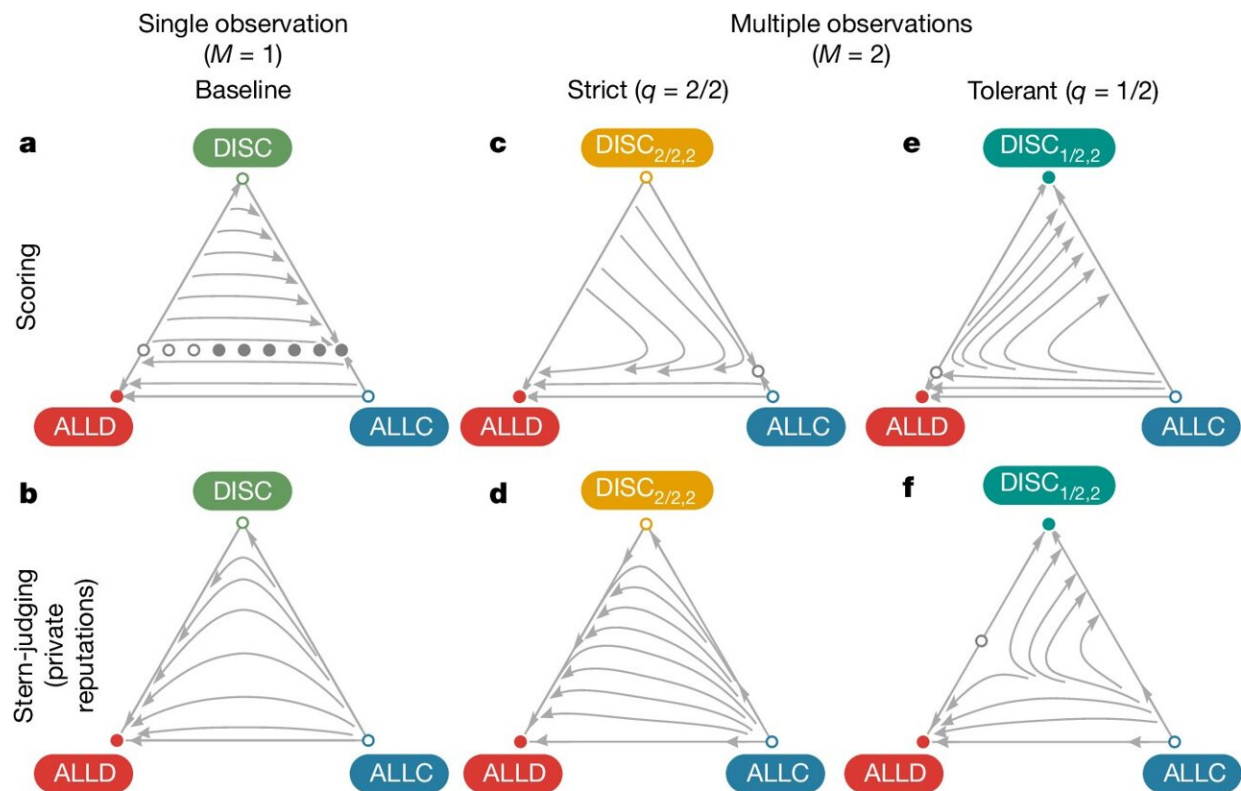 Single observation
(M = 1)
Multiple observations
(M = 2)
Baseline
Strict (q = 2/2)
Tolerant (q = 1/2)
Scoring
a
DISC
ALLD
ALLC
c
DISC2/2,2
ALLD
ALLC
e
DISC1/2,2
ALLD
ALLC
Stern-judging
(private
reputations)
b
DISC
ALLD
ALLC
d
DISC2/2,2
ALLD
ALLC
f
DISC1/2,2
ALLD
ALLC